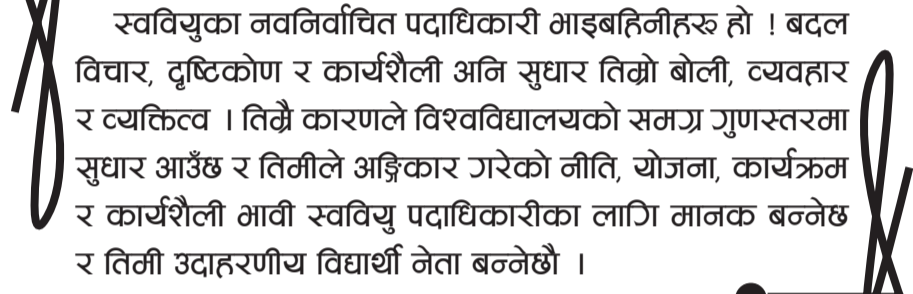 स्ववियुका नवनिर्वाचित पदाधिकारी भाइबहिनीहरू हो ! बदल
विचार, दृष्टिकोण र कार्यशैली अनि सुधार तिम्रो बोली, व्यवहार
र व्यक्तित्व । तिम्रै कारणले विश्वविद्यालयको समग्र गुणस्तरमा
सुधार आउँछ र तिमीले अङ्गिकार गरेको नीति, योजना, कार्यक्रम
र कार्यशैली भावी स्ववियु पदाधिकारीका लागि मानक बन्नेछ
र तिमी उदाहरणीय विद्यार्थी नेता बन्नेछौ ।